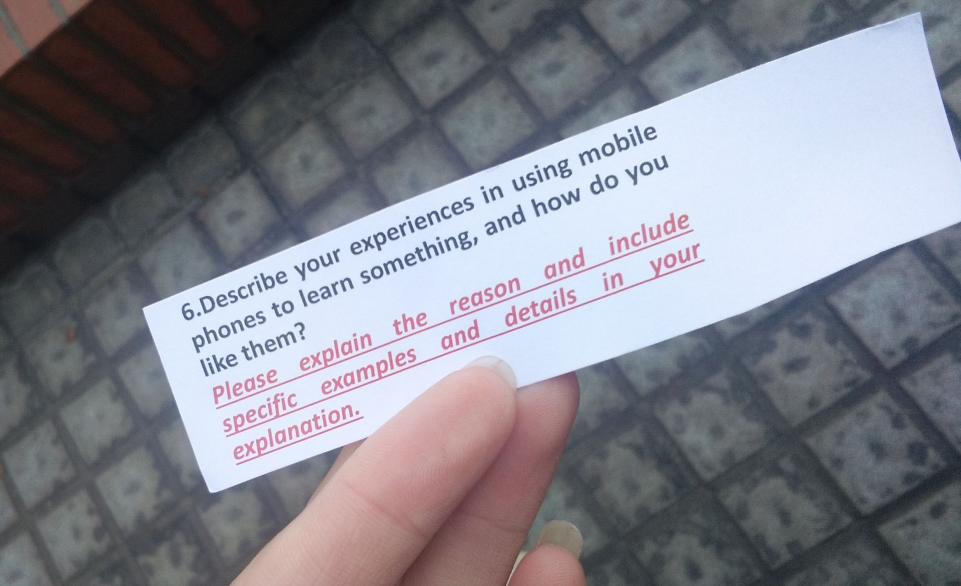 6.Describe your experiences in using mobile
phones to learn something, and how do you
like them?
Please explain the reason and include
specific examples and details in your
explanation.